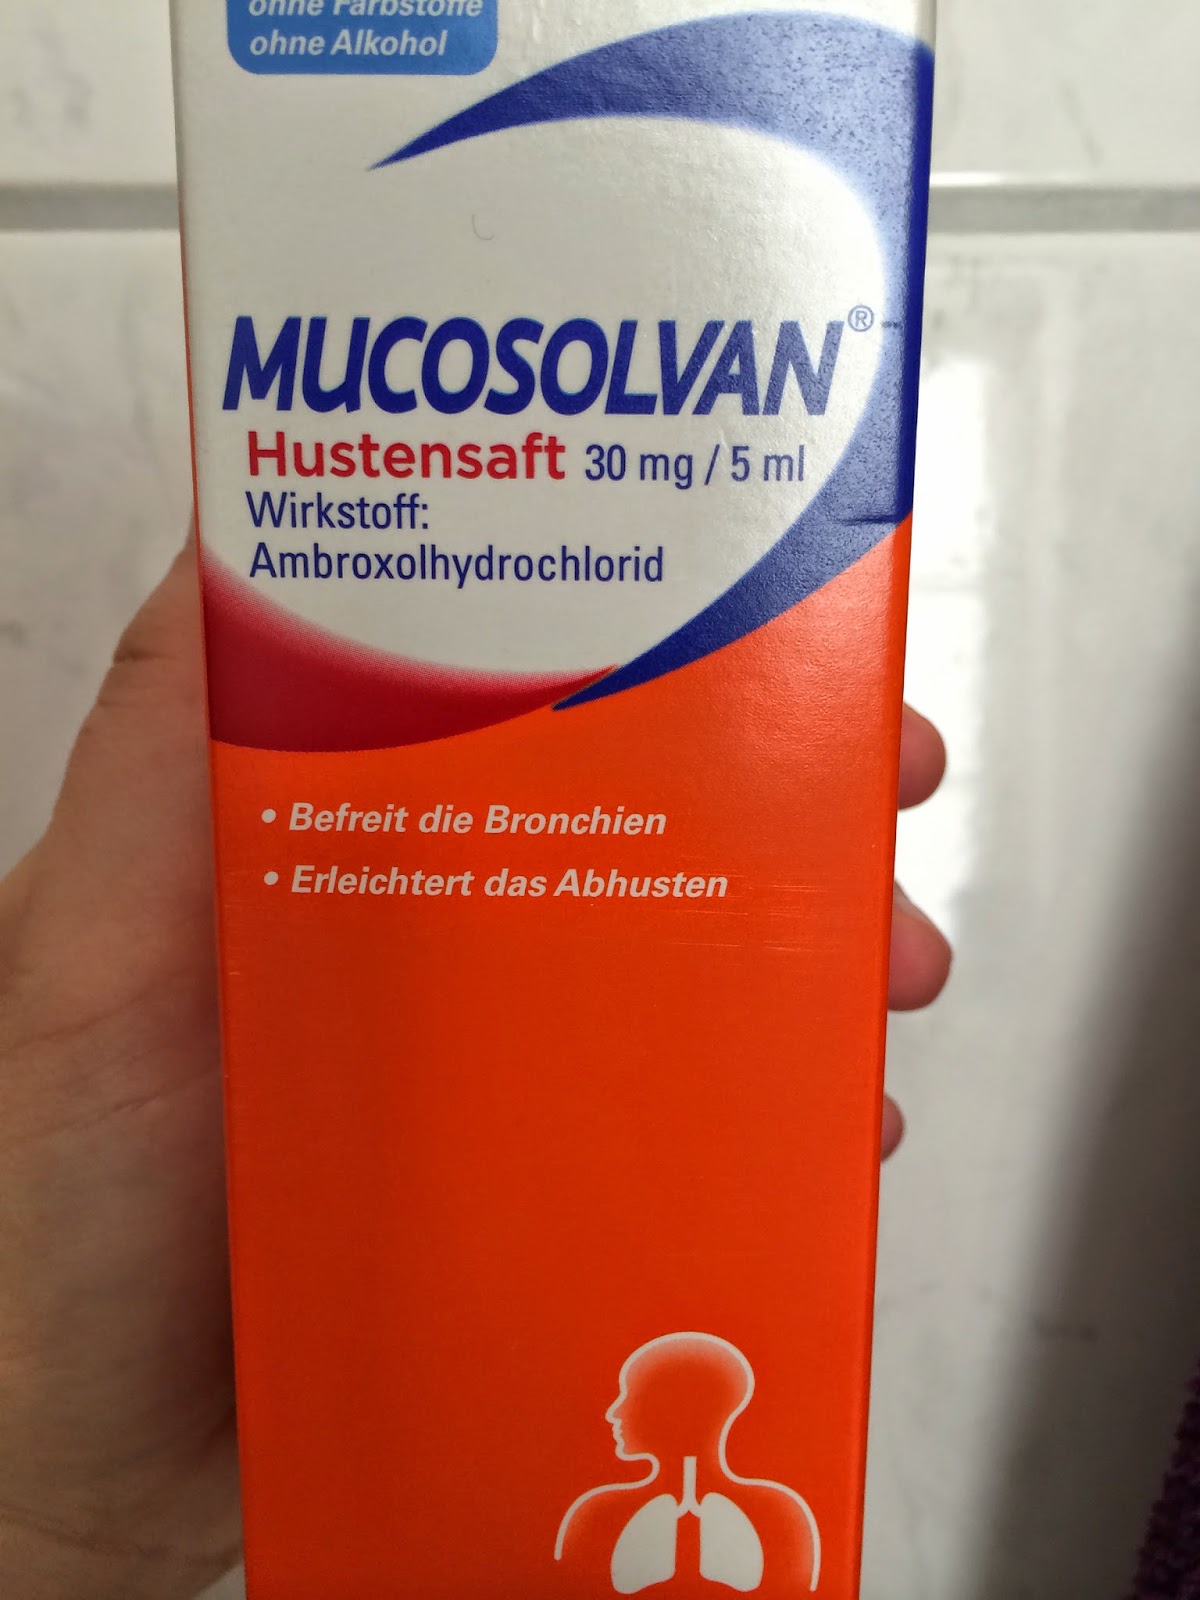 ohne Farbstoffe
ohne Alkohol
MUCOSOLVAN®
Hustensaft 30 mg / 5 ml
Wirkstoff:
Ambroxolhydrochlorid
• Befreit die Bronchien
• Erleichtert das Abhusten